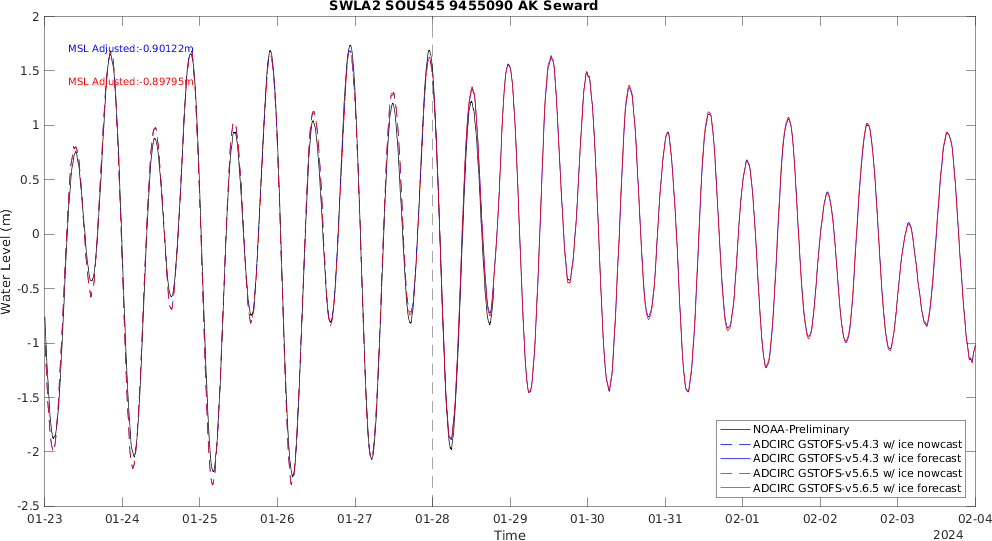 SWLA2 SOUS45 9455090 AK Seward
MSL Adjusted:-0.90122m
MSL Adjusted:-0.89795m
Water Level (m)
2
1.5
1
0.5
0
-0.5
-1
-1.5
-2
-2.5
NOAA-Preliminary
ADCIRC GSTOFS-v5.4.3 w/ ice nowcast
ADCIRC GSTOFS-v5.4.3 w/ ice forecast
ADCIRC GSTOFS-v5.6.5 w/ ice nowcast
ADCIRC GSTOFS-v5.6.5 w/ ice forecast
01-23 01-24 01-25 01-26 01-27 01-28 01-29 01-30 01-31 02-01 02-02 02-03 02-04
Time
2024